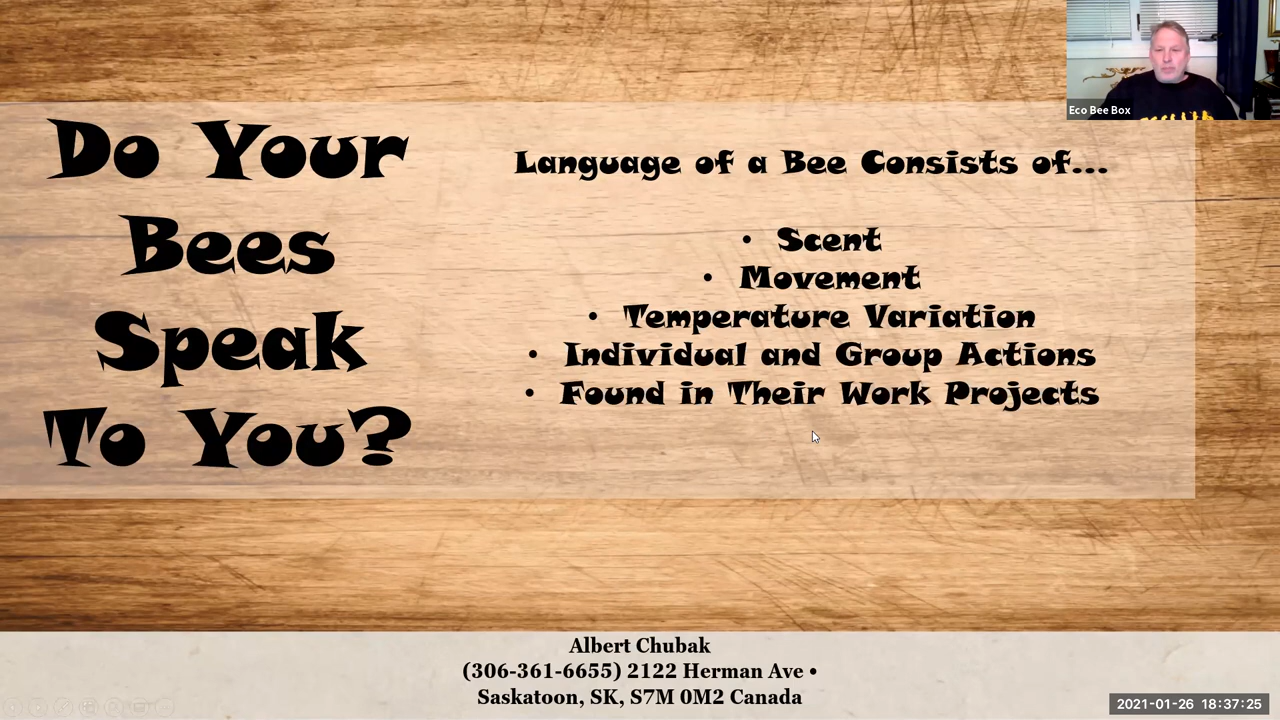 Do Your
Bees
Speak
To You?
Language of a Bee Consists of...
• Scent
• Movement
• Temperature Variation
• Individual and Group Actions
• Found in Their Work Projects
Eco Bee Box
Albert Chubak
(306-361-6655) 2122 Herman Ave •
Saskatoon, SK, S7M 0M2 Canada
2021-01-26 18:37:25